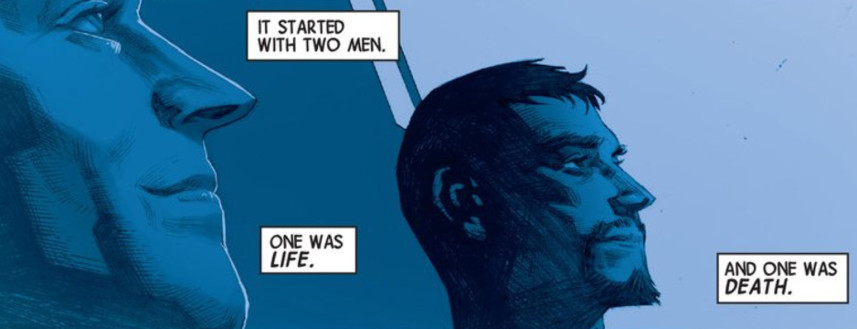 IT STARTED
WITH TWO MEN.
ONE WAS
LIFE.
AND ONE WAS
DEATH.